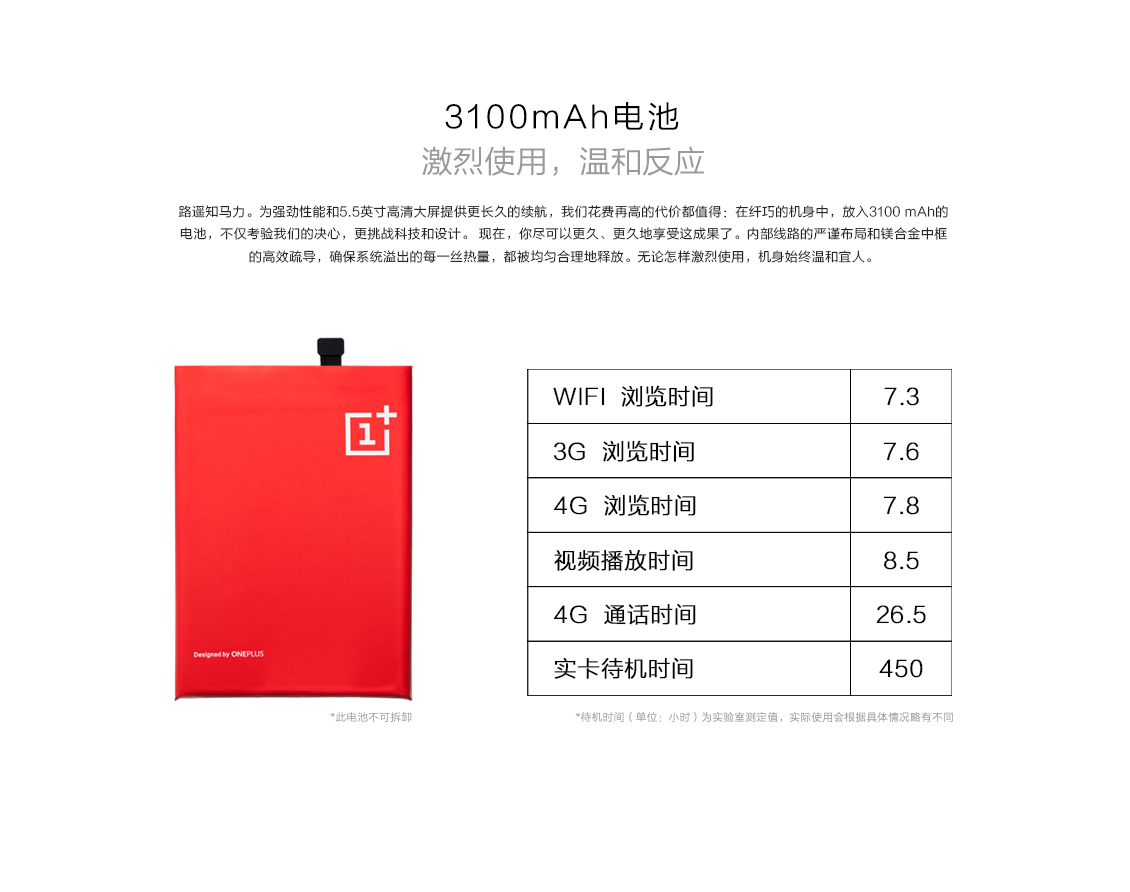 3100mAh电池
激烈使用，温和反应
路遥知马力。为强劲性能和5.5英寸高清大屏提供更长久的续航，我们花费再高的代价都值得：在纤巧的机身中，放入3100 mAh的
电池，不仅考验我们的决心，更挑战科技和设计。 现在，你尽可以更久、更久地享受这成果了。内部线路的严谨布局和镁合金中框
的高效疏导，确保系统溢出的每一丝热量，都被均匀合理地释放。无论怎样激烈使用，机身始终温和宜人。
1+
Designed by ONEPLUS
*此电池不可拆卸
WIFI 浏览时间 7.3
3G 浏览时间 7.6
4G 浏览时间 7.8
视频播放时间 8.5
4G 通话时间 26.5
实卡待机时间 450
*待机时间（单位：小时）为实验室测定值，实际使用会根据具体情况略有不同